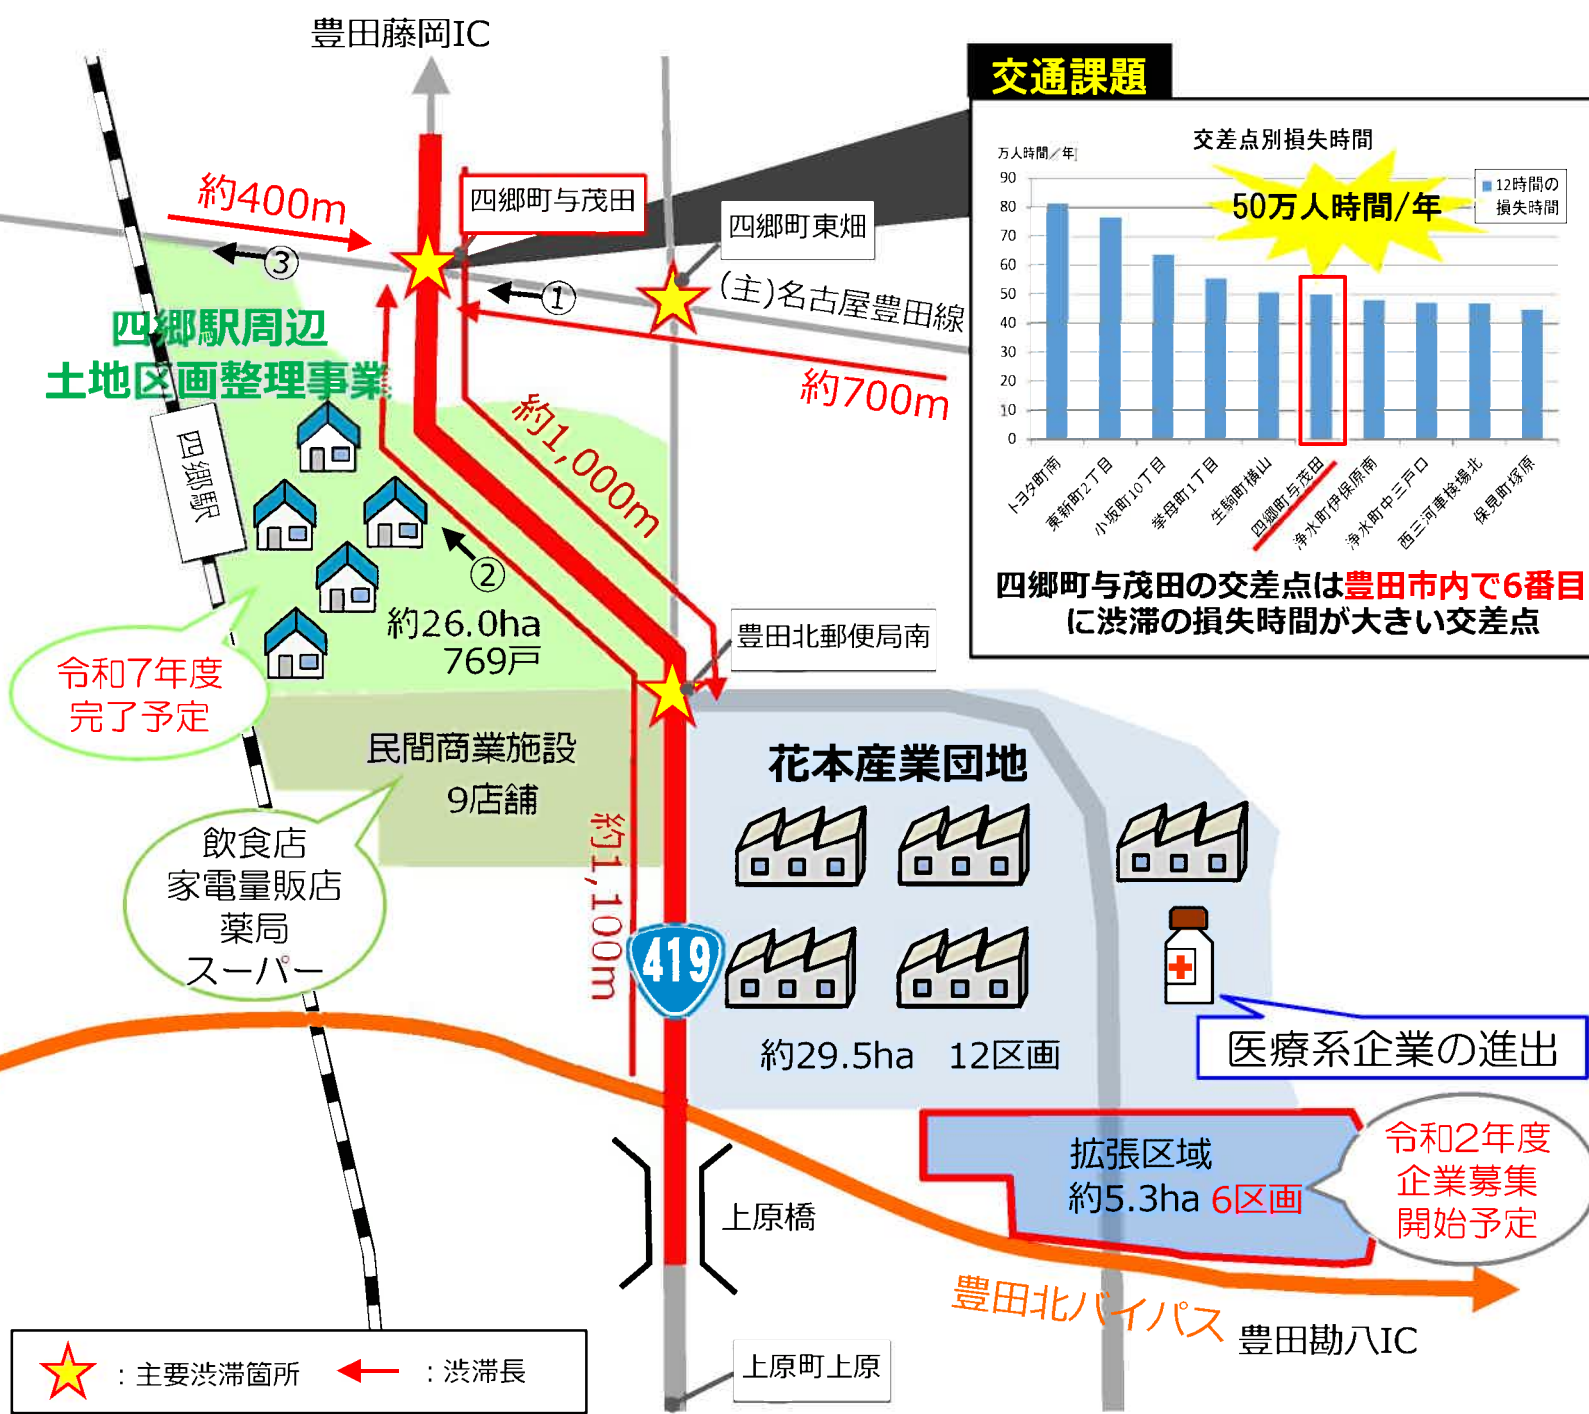 豊田藤岡IC
交通課題
交差点別損失時間
万人時間/年
90
80
70
60
50
40
30
20
10
0
50万人時間/年
12時間の
損失時間
トヨタ町南
東新町2丁目
小坂町10丁目
挙母町1丁目
生駒町横山
四郷町与茂田
浄水町伊保原南
浄水町中三戸口
西三河車検場北
保見町塚原
四郷町与茂田の交差点は豊田市内で6番目
に渋滞の損失時間が大きい交差点
約400m
四郷町与茂田
四郷町東畑
③
①
(主)名古屋豊田線
約700m
四郷駅周辺
土地区画整理事業
四郷駅
約1,000m
②
約26.0ha
769戸
令和7年度
完了予定
豊田北郵便局南
民間商業施設
9店舗
飲食店
家電量販店
薬局
スーパー
約1,100m
419
花本産業団地
約29.5ha 12区画
医療系企業の進出
拡張区域
約5.3ha 6区画
令和2年度
企業募集
開始予定
上原橋
豊田北バイパス
豊田勘八IC
上原町上原
：主要渋滞箇所
：渋滞長